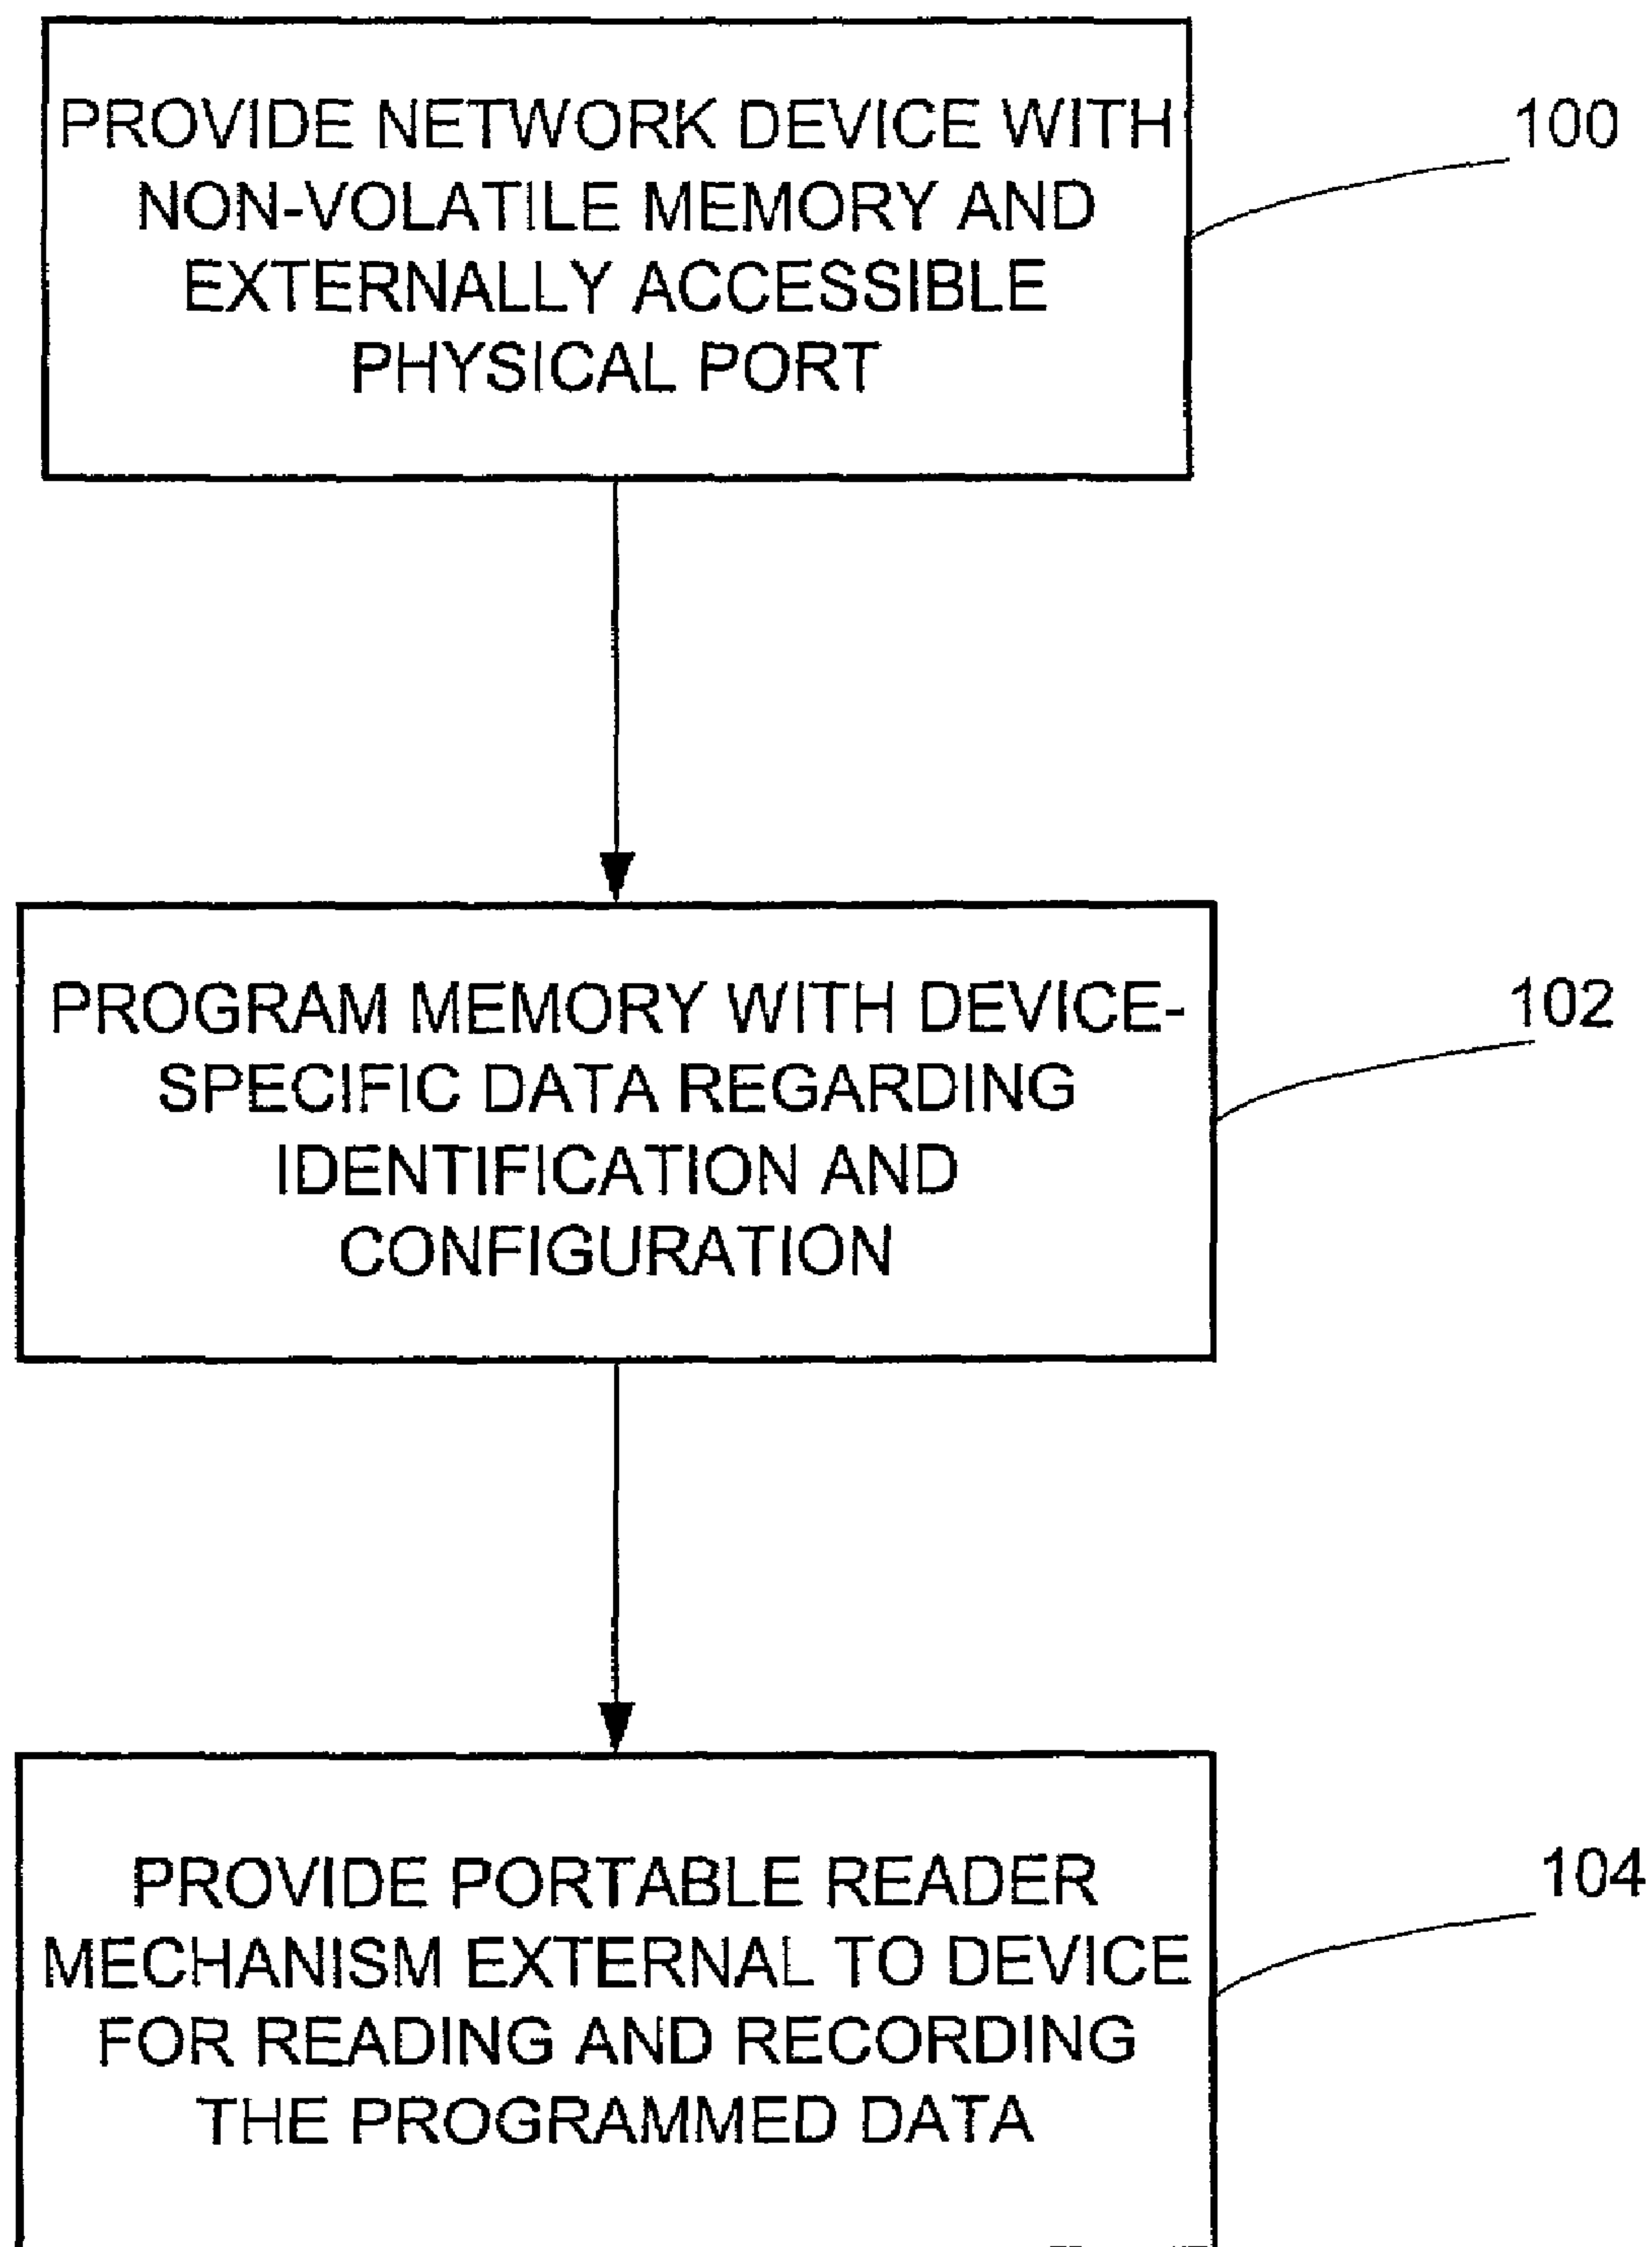 PROVIDE NETWORK DEVICE WITH
NON-VOLATILE MEMORY AND
EXTERNALLY ACCESSIBLE
PHYSICAL PORT
100
PROGRAM MEMORY WITH DEVICE-
SPECIFIC DATA REGARDING
IDENTIFICATION AND
CONFIGURATION
102
PROVIDE PORTABLE READER
MECHANISM EXTERNAL TO DEVICE
FOR READING AND RECORDING
THE PROGRAMMED DATA
104